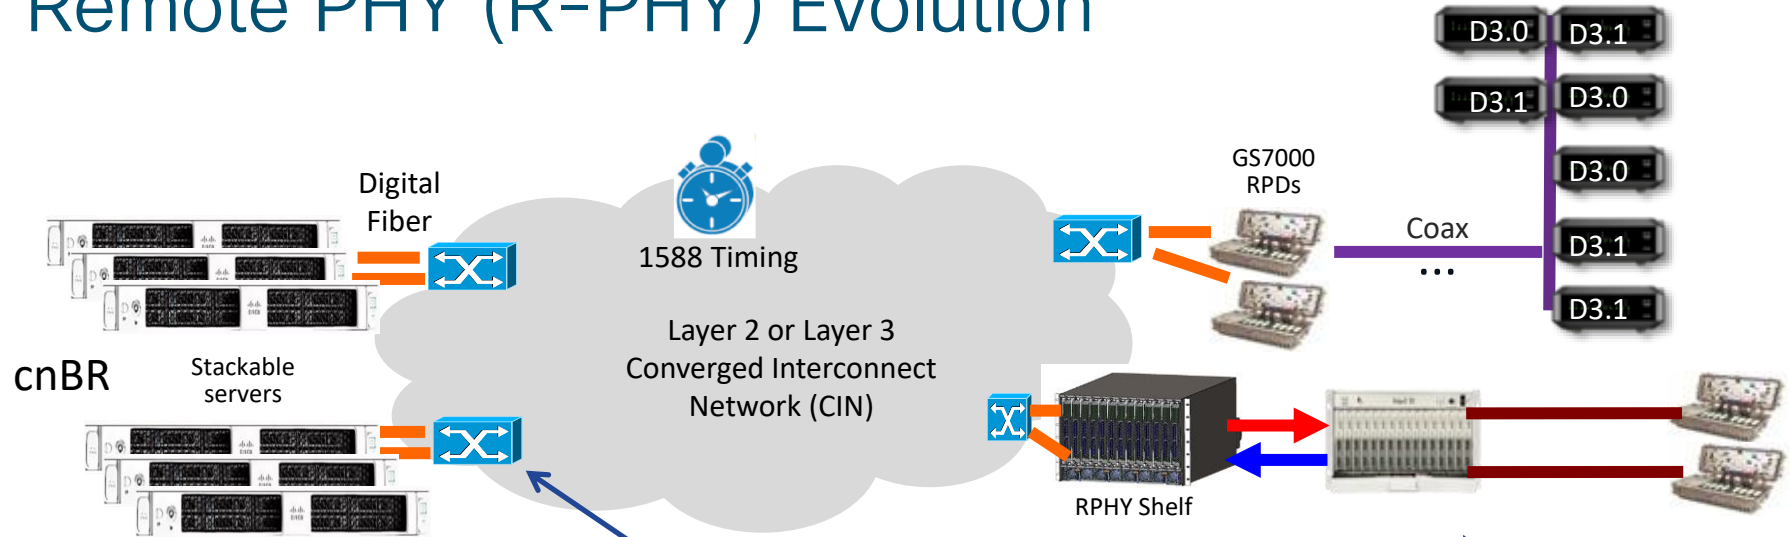 Remote PHY (R-PHY) Evolution
D3.0
D3.1
D3.1
D3.0
D3.0
D3.1
D3.1
GS7000
RPDs
Coax
...
Digital
Fiber
1588 Timing
Layer 2 or Layer 3
Converged Interconnect
Network (CIN)
cnBR
Stackable
servers
RPHY Shelf